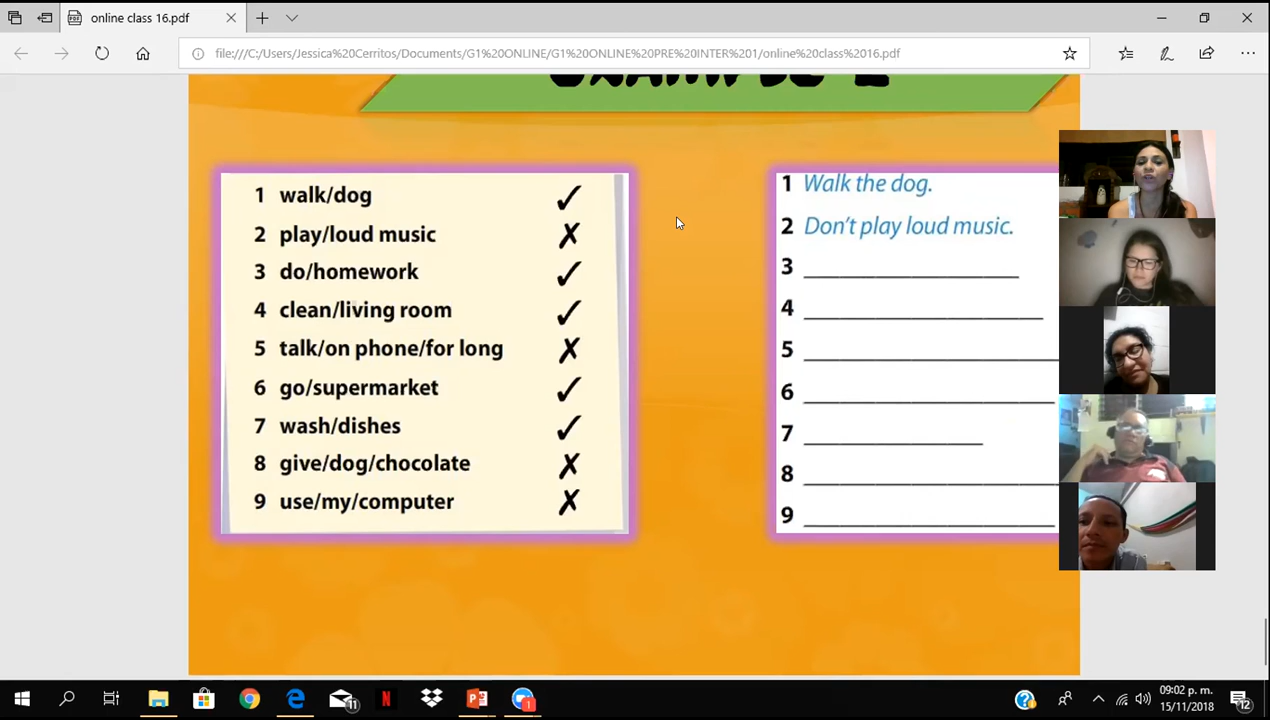 online class 16.pdf
file:///C:/Users/Jessica%20Cerritos/Documents/G1%20ONLINE/G1%20ONLINE%20PRE%20INTER%201/online%20class%2016.pdf
1 walk/dog ✓
2 play/loud music ✗
3 do/homework ✓
4 clean/living room ✓
5 talk/on phone/for long ✗
6 go/supermarket ✓
7 wash/dishes ✓
8 give/dog/chocolate ✗
9 use/my/computer ✗
1 Walk the dog.
2 Don't play loud music.
3
4
5
6
7
8
9
11
1
09:02 p. m.
15/11/2018
12